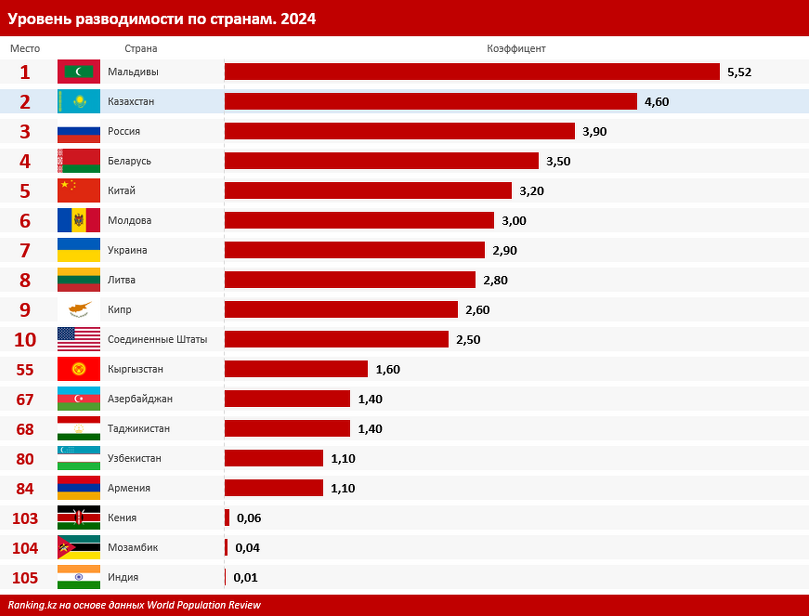 Уровень разводимости по странам. 2024
Место Страна Коэффицент
1 Мальдивы 5,52
2 Казахстан 4,60
3 Россия 3,90
4 Беларусь 3,50
5 Китай 3,20
6 Молдова 3,00
7 Украина 2,90
8 Литва 2,80
9 Кипр 2,60
10 Соединенные Штаты 2,50
55 Кыргызстан 1,60
67 Азербайджан 1,40
68 Таджикистан 1,40
80 Узбекистан 1,10
84 Армения 1,10
103 Кения 0,06
104 Мозамбик 0,04
105 Индия 0,01
Ranking.kz на основе данных World Population Review